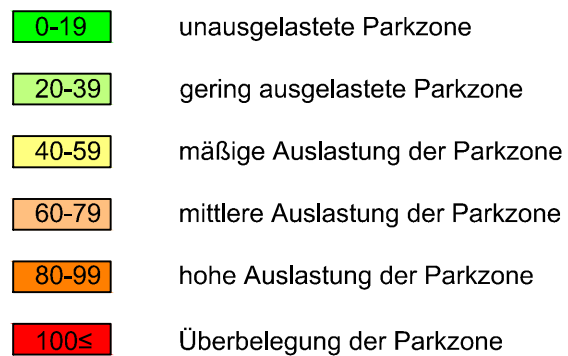 0-19 unausgelastete Parkzone
20-39 gering ausgelastete Parkzone
40-59 mäßige Auslastung der Parkzone
60-79 mittlere Auslastung der Parkzone
80-99 hohe Auslastung der Parkzone
100≤ Überbelegung der Parkzone